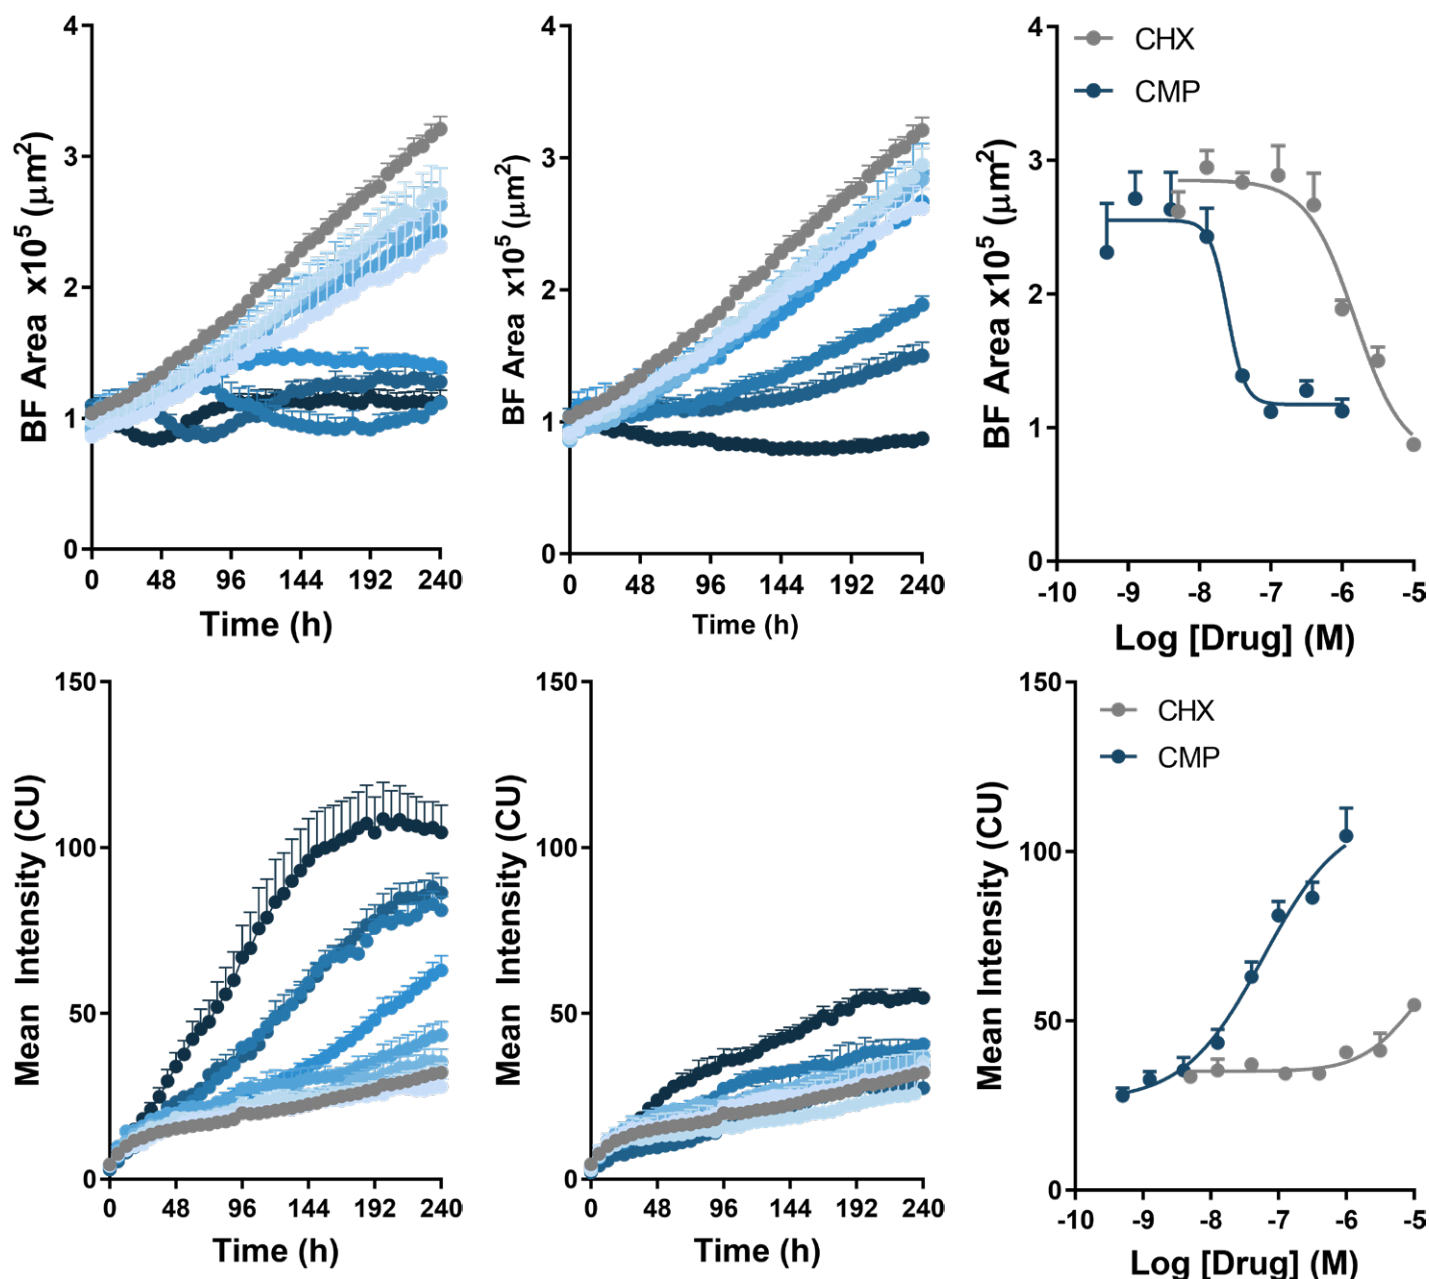 4
3
2
1
0
BF Area x10⁵ (μm²)
0 48 96 144 192 240
Time (h)
4
3
2
1
0
BF Area x10⁵ (μm²)
0 48 96 144 192 240
Time (h)
4
3
2
1
0
BF Area x10⁵ (μm²)
CHX
CMP
-10 -9 -8 -7 -6 -5
Log [Drug] (M)
150
100
50
0
Mean Intensity (CU)
0 48 96 144 192 240
Time (h)
150
100
50
0
Mean Intensity (CU)
0 48 96 144 192 240
Time (h)
150
100
50
0
Mean Intensity (CU)
CHX
CMP
-10 -9 -8 -7 -6 -5
Log [Drug] (M)